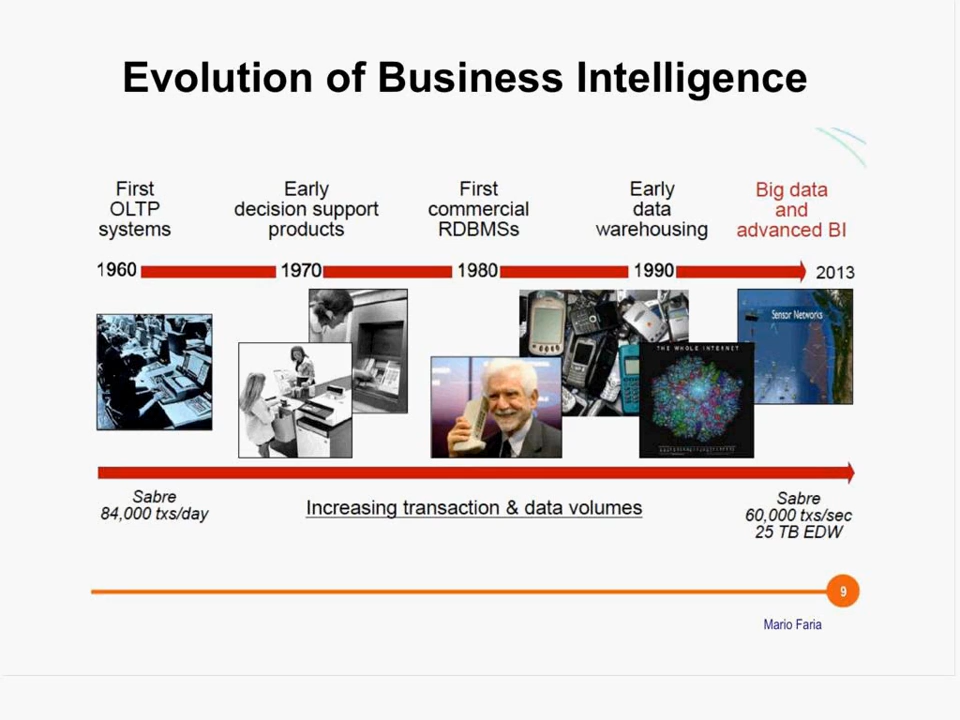 Evolution of Business Intelligence
First
OLTP
systems
Early
decision support
products
First
commercial
RDBMSs
Early
data
warehousing
Big data
and
advanced BI
1960
1970
1980
1990
2013
Sensor Networks
THE WHOLE INTERNET
Sabre
84,000 txs/day
Increasing transaction & data volumes
Sabre
60,000 txs/sec
25 TB EDW
9
Mario Faria